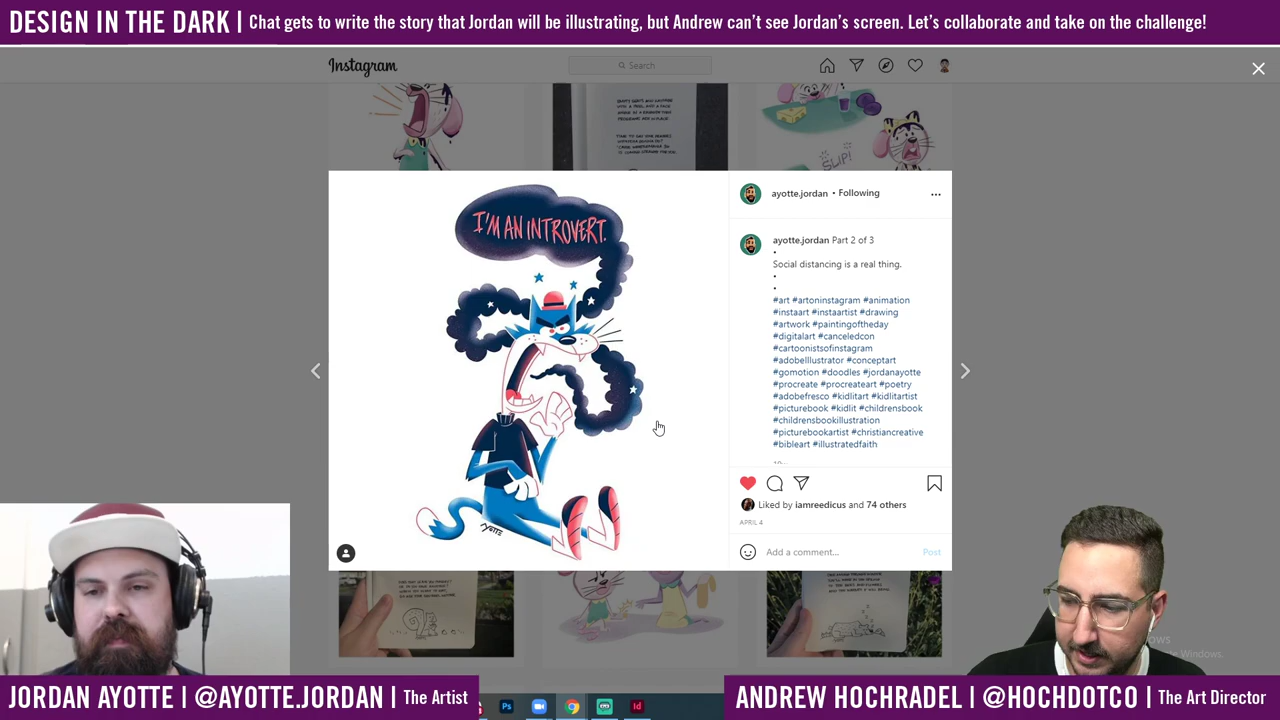 DESIGN IN THE DARK | Chat gets to write the story that Jordan will be illustrating, but Andrew can't see Jordan's screen. Let's collaborate and take on the challenge!
Instagram
Search
SLIP!
I'M AN INTROVERT.
AYOTTE
ayotte.jordan • Following
ayotte.jordan Part 2 of 3
•
Social distancing is a real thing.
•
•
#art #artoninstagram #animation
#instaart #instaartist #drawing
#artwork #paintingoftheday
#digitalart #canceledcon
#cartoonistsofinstagram
#adobeIllustrator #conceptart
#gomotion #doodles #jordanayotte
#procreate #procreateart #poetry
#adobefresco #kidlitart #kidlitartist
#picturebook #kidlit #childrensbook
#childrensbookillustration
#picturebookartist #christiancreative
#bibleart #illustratedfaith
Liked by iamreedicus and 74 others
APRIL 4
Add a comment...
Post
JORDAN AYOTTE | @AYOTTE.JORDAN | The Artist
Ps
Id
ANDREW HOCHRADEL | @HOCHDOTCO | The Art Director